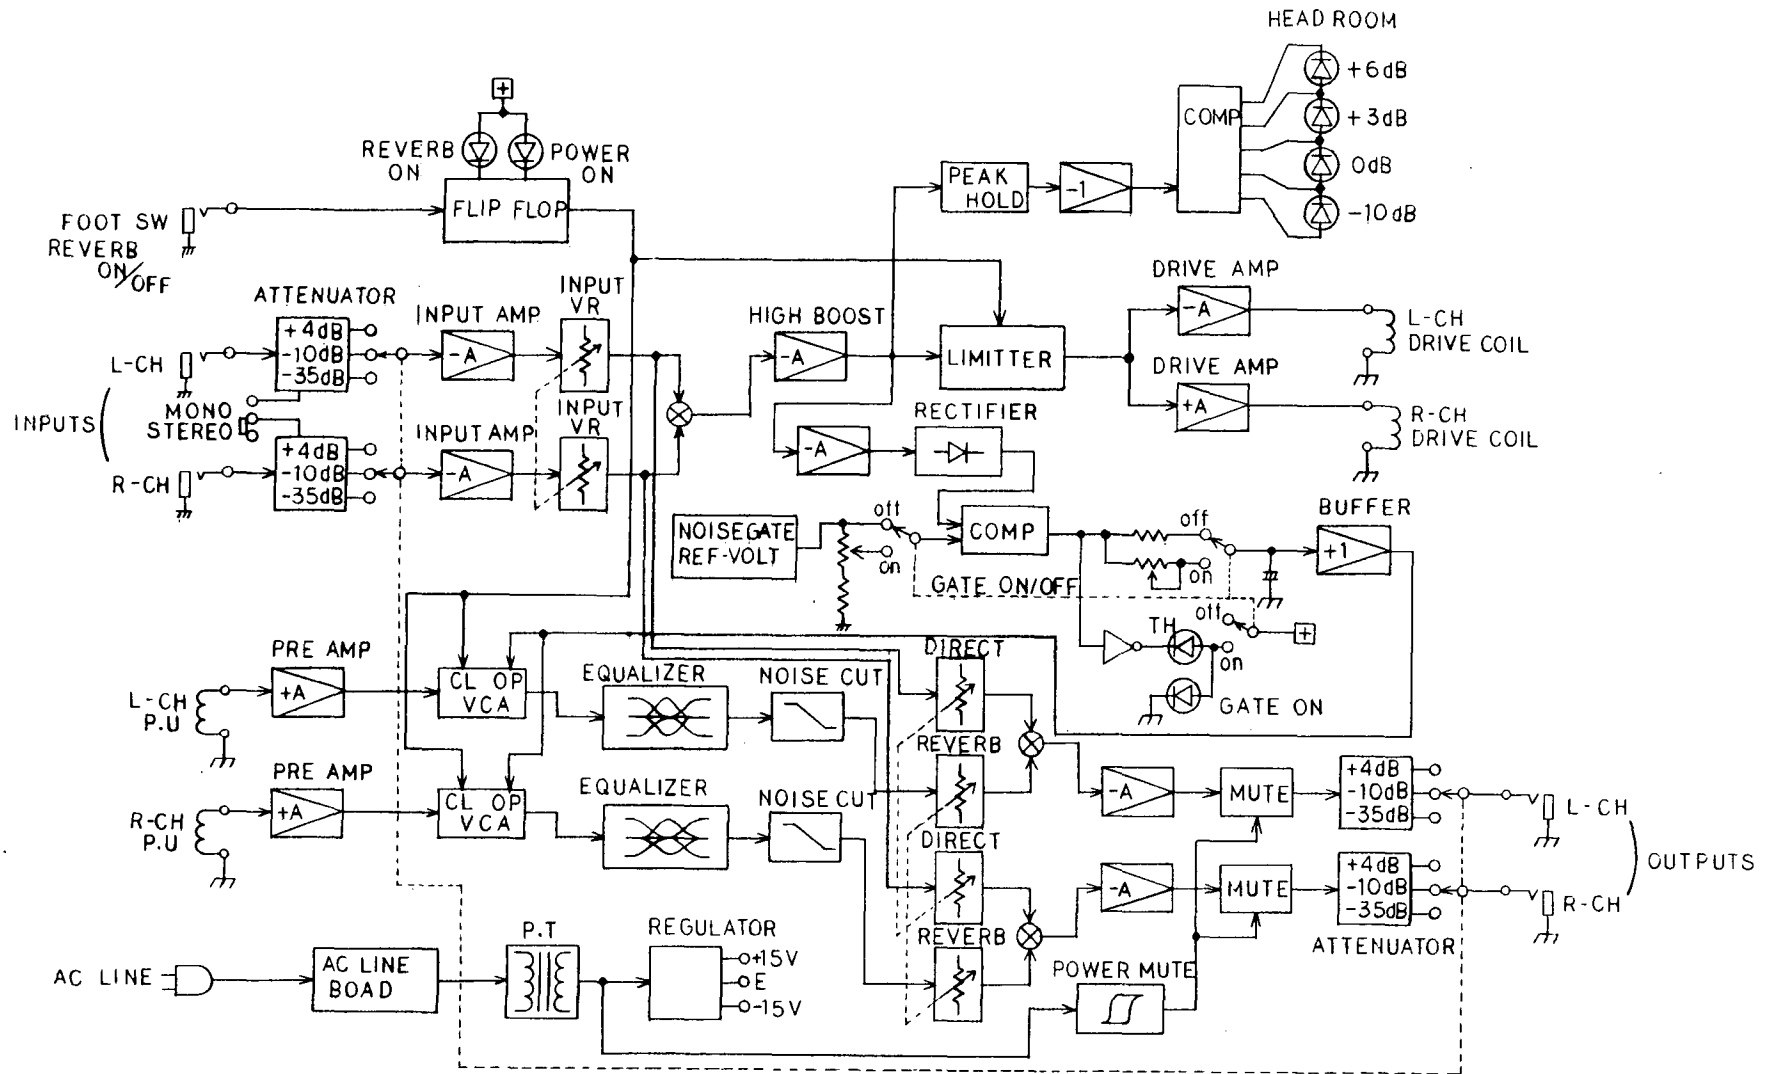 HEAD ROOM
+6dB
+3dB
0dB
-10dB
COMP
+
REVERB
ON
POWER
ON
FLIP FLOP
FOOT SW
REVERB
ON/OFF
PEAK
HOLD
-1
ATTENUATOR
+4dB
-10dB
-35dB
INPUT AMP
-A
INPUT
VR
HIGH BOOST
-A
LIMITTER
DRIVE AMP
-A
L-CH
DRIVE COIL
DRIVE AMP
+A
R-CH
DRIVE COIL
L-CH
INPUTS
MONO
STEREO
R-CH
+4dB
-10dB
-35dB
INPUT AMP
-A
INPUT
VR
-A
RECTIFIER
NOISEGATE
REF-VOLT
off
on
COMP
off
on
BUFFER
+1
GATE ON/OFF
off
on
+
TH
GATE ON
PRE AMP
+A
L-CH
P.U
CL OP
VCA
EQUALIZER
NOISE CUT
DIRECT
REVERB
PRE AMP
+A
R-CH
P.U
CL OP
VCA
EQUALIZER
NOISE CUT
DIRECT
REVERB
-A
MUTE
+4dB
-10dB
-35dB
L-CH
OUTPUTS
-A
MUTE
+4dB
-10dB
-35dB
R-CH
ATTENUATOR
AC LINE
AC LINE
BOAD
P.T
REGULATOR
+15V
E
-15V
POWER MUTE